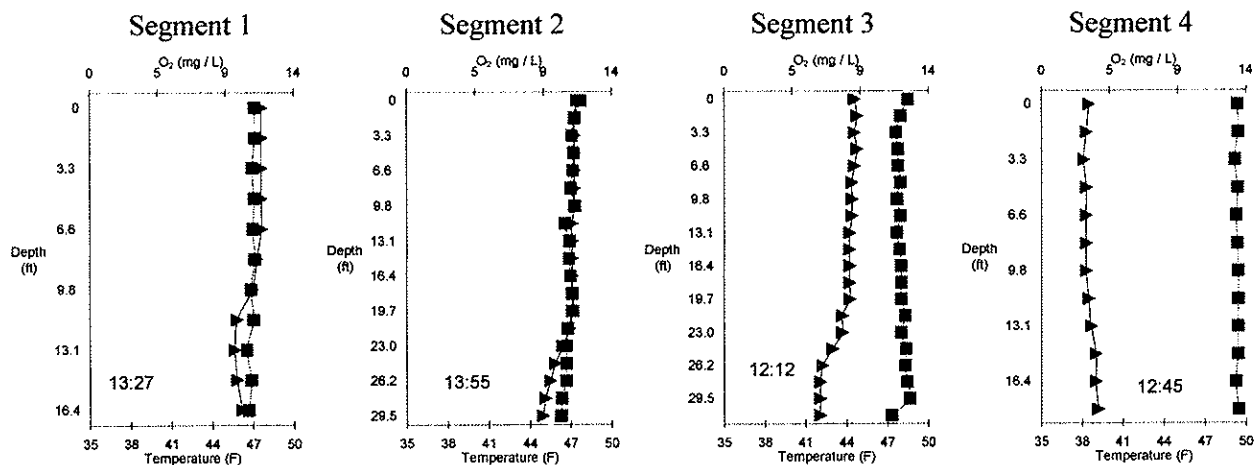 Segment 1
O₂ (mg / L)
0 5 9 14
0
3.3
6.6
Depth
(ft)
9.8
13.1
13:27
16.4
35 38 41 44 47 50
Temperature (F)
Segment 2
O₂ (mg / L)
0 5 9 14
0
3.3
6.6
9.8
13.1
Depth
(ft)
16.4
19.7
23.0
13:55
26.2
29.5
35 38 41 44 47 50
Temperature (F)
Segment 3
O₂ (mg / L)
0 5 9 14
0
3.3
6.6
9.8
13.1
Depth
(ft)
16.4
19.7
23.0
12:12
26.2
29.5
35 38 41 44 47 50
Temperature (F)
Segment 4
O₂ (mg / L)
0 5 9 14
0
3.3
6.6
Depth
(ft)
9.8
13.1
16.4
12:45
35 38 41 44 47 50
Temperature (F)